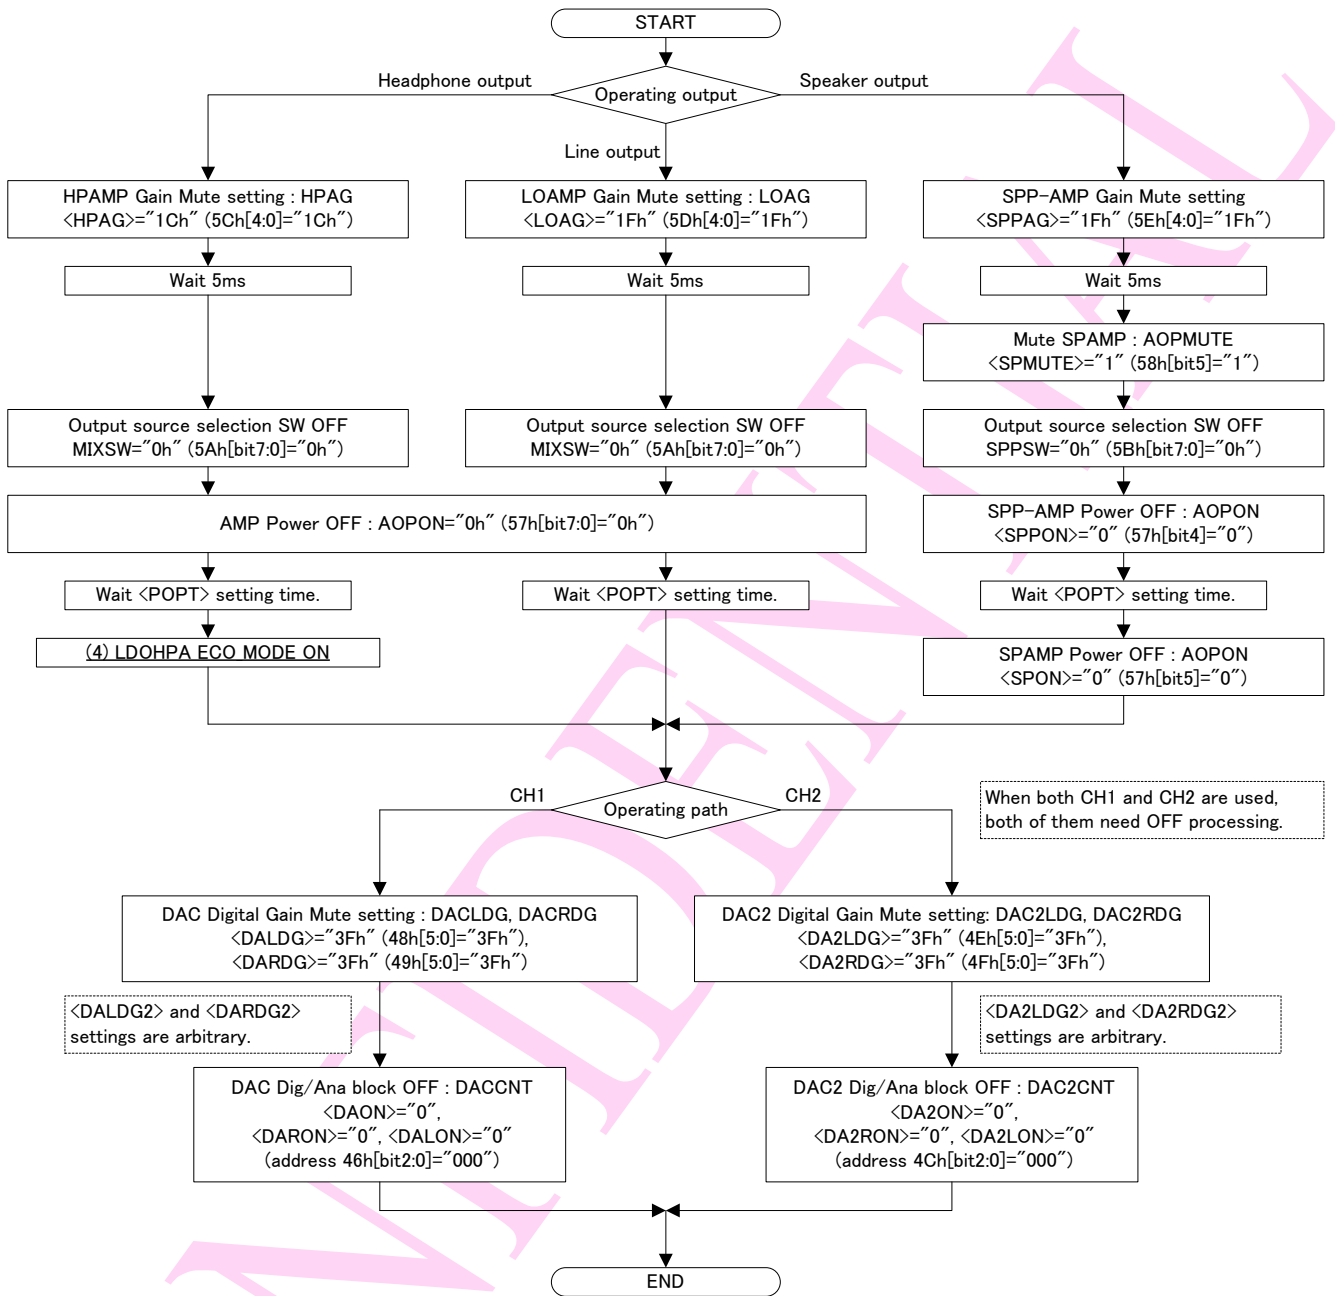 START
Headphone output
Operating output
Speaker output
Line output
HPAMP Gain Mute setting : HPAG
<HPAG>="1Ch" (5Ch[4:0]="1Ch")
LOAMP Gain Mute setting : LOAG
<LOAG>="1Fh" (5Dh[4:0]="1Fh")
SPP-AMP Gain Mute setting
<SPPAG>="1Fh" (5Eh[4:0]="1Fh")
Wait 5ms
Wait 5ms
Wait 5ms
Mute SPAMP : AOPMUTE
<SPMUTE>="1" (58h[bit5]="1")
Output source selection SW OFF
MIXSW="0h" (5Ah[bit7:0]="0h")
Output source selection SW OFF
MIXSW="0h" (5Ah[bit7:0]="0h")
Output source selection SW OFF
SPPSW="0h" (5Bh[bit7:0]="0h")
AMP Power OFF : AOPON="0h" (57h[bit7:0]="0h")
SPP-AMP Power OFF : AOPON
<SPPON>="0" (57h[bit4]="0")
Wait <POPT> setting time.
Wait <POPT> setting time.
Wait <POPT> setting time.
(4) LDOHPA ECO MODE ON
SPAMP Power OFF : AOPON
<SPON>="0" (57h[bit5]="0")
CH1
Operating path
CH2
When both CH1 and CH2 are used,
both of them need OFF processing.
DAC Digital Gain Mute setting : DACLDG, DACRDG
<DALDG>="3Fh" (48h[5:0]="3Fh"),
<DARDG>="3Fh" (49h[5:0]="3Fh")
DAC2 Digital Gain Mute setting: DAC2LDG, DAC2RDG
<DA2LDG>="3Fh" (4Eh[5:0]="3Fh"),
<DA2RDG>="3Fh" (4Fh[5:0]="3Fh")
<DALDG2> and <DARDG2>
settings are arbitrary.
<DA2LDG2> and <DA2RDG2>
settings are arbitrary.
DAC Dig/Ana block OFF : DACCNT
<DAON>="0",
<DARON>="0", <DALON>="0"
(address 46h[bit2:0]="000")
DAC2 Dig/Ana block OFF : DAC2CNT
<DA2ON>="0",
<DA2RON>="0", <DA2LON>="0"
(address 4Ch[bit2:0]="000")
END
NFIDENTIAL